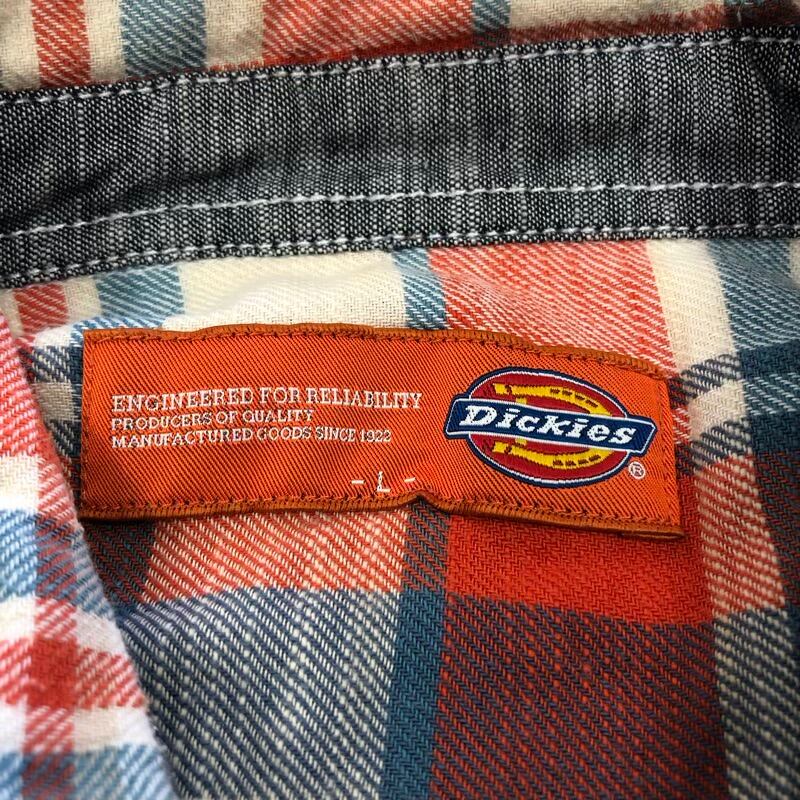 ENGINEERED FOR RELIABILITY
PRODUCERS OF QUALITY
MANUFACTURED GOODS SINCE 1922
Dickies®
- L -